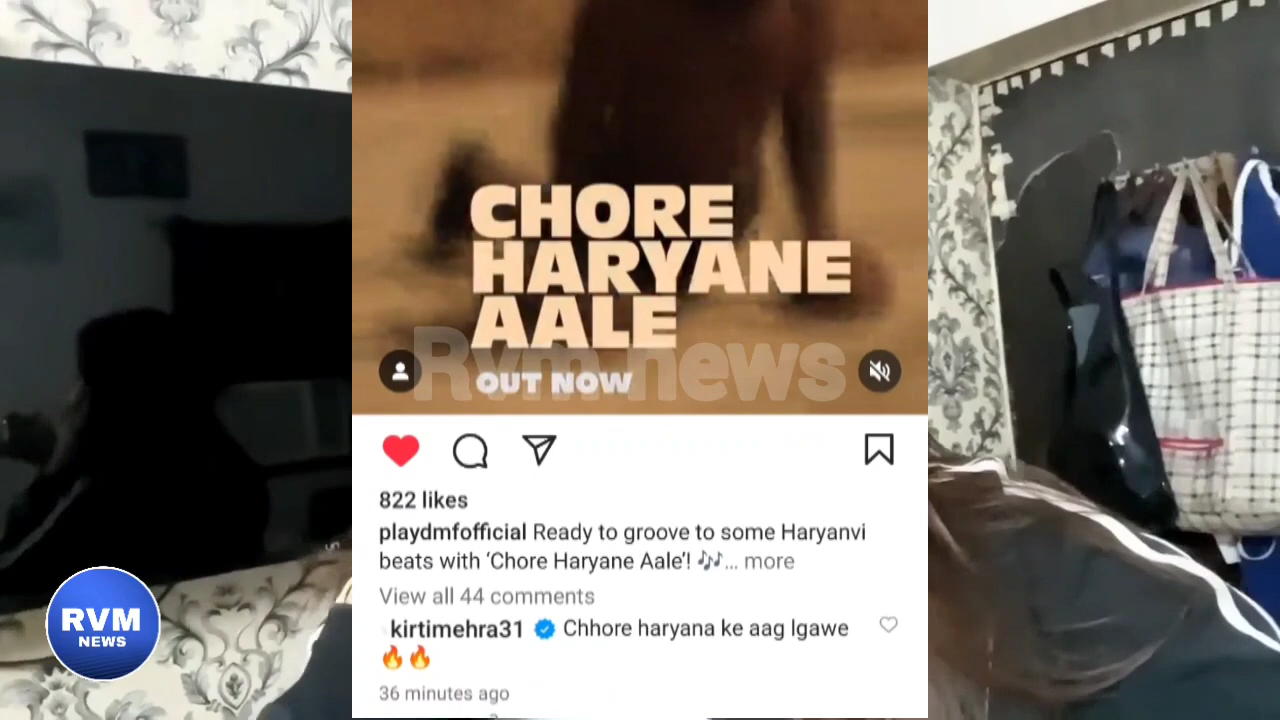 CHORE
HARYANE
AALE
OUT NOW
Rvm news
822 likes
playdmfofficial Ready to groove to some Haryanvi
beats with ‘Chore Haryane Aale’! 🎶... more
View all 44 comments
kirtimehra31 Chhore haryana ke aag lgawe
🔥🔥
36 minutes ago
RVM
NEWS